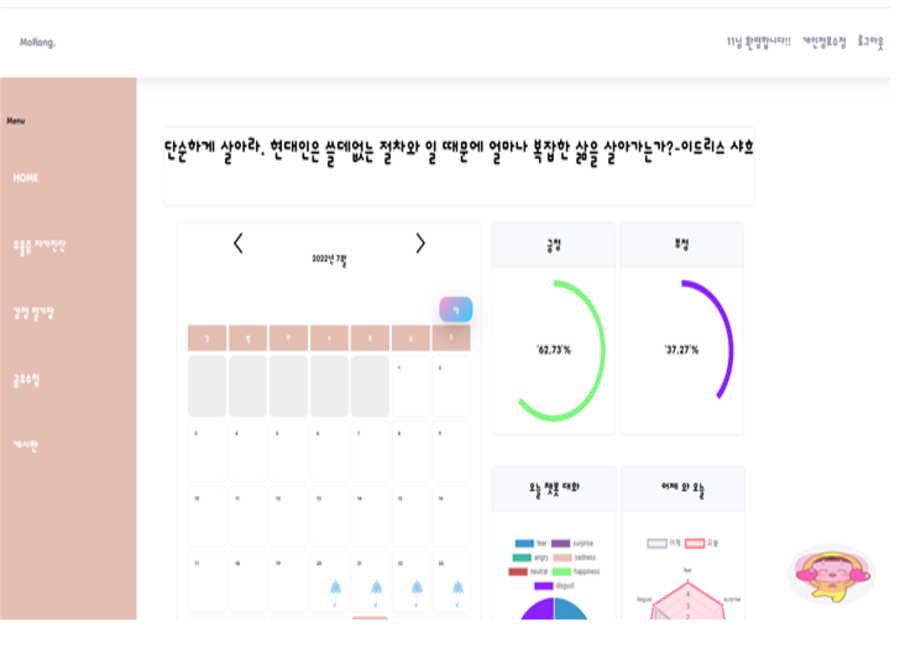 MoRang.
11님 환영합니다!! 개인정보수정 로그아웃
Menu
HOME
우울증 자가진단
감정 일기장
공유수첩
게시판
단순하게 살아라. 현대인은 쓸데없는 절차와 일 때문에 얼마나 복잡한 삶을 살아가는가?-이드리스 샤흐
2022년 7월
일 월 화 수 목 금 토
1 2
3 4 5 6 7 8 9
10 11 12 13 14 15 16
17 18 19 20 21 22 23
긍정
'62.73'%
부정
'37.27'%
오늘 챗봇 대화
fear surprise
angry sadness
neutral happiness
disgust
어제 와 오늘
어제 오늘
fear
disgust surprise
4
3
2